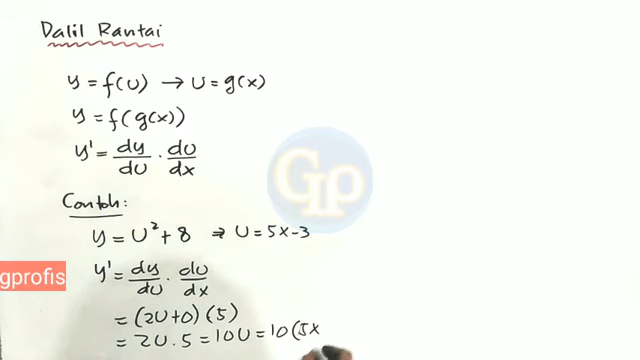 Dalil Rantai
y = f(U) → U = g(x)
y = f(g(x))
y' = dy/dU . dU/dx
Contoh:
y = U² + 8 ⇒ U = 5x - 3
gprofis
y' = dy/dU . dU/dx
= (2U + 0) (5)
= 2U . 5 = 10U = 10 (5x